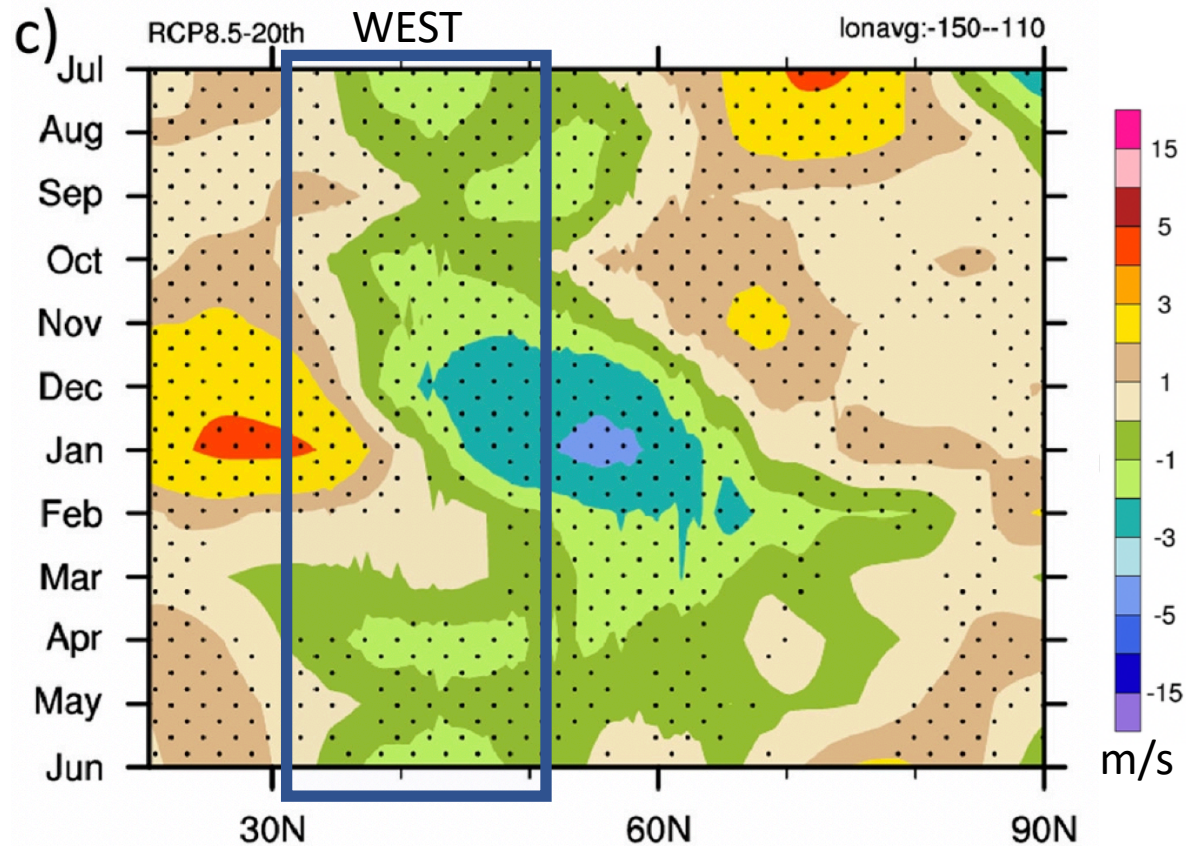 c)
RCP8.5-20th
WEST
lonavg:-150--110
Jul
Aug
Sep
Oct
Nov
Dec
Jan
Feb
Mar
Apr
May
Jun
30N
60N
90N
15
5
3
1
-1
-3
-5
-15
m/s